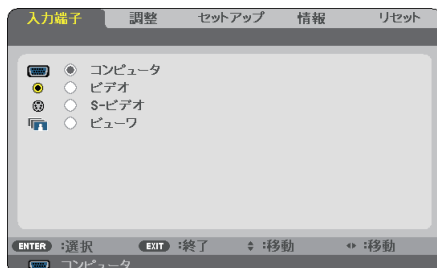 入力端子 調整 セットアップ 情報 リセット
コンピュータ
ビデオ
S-ビデオ
ビューワ
ENTER :選択 EXIT :終了 :移動 :移動
コンピュータ